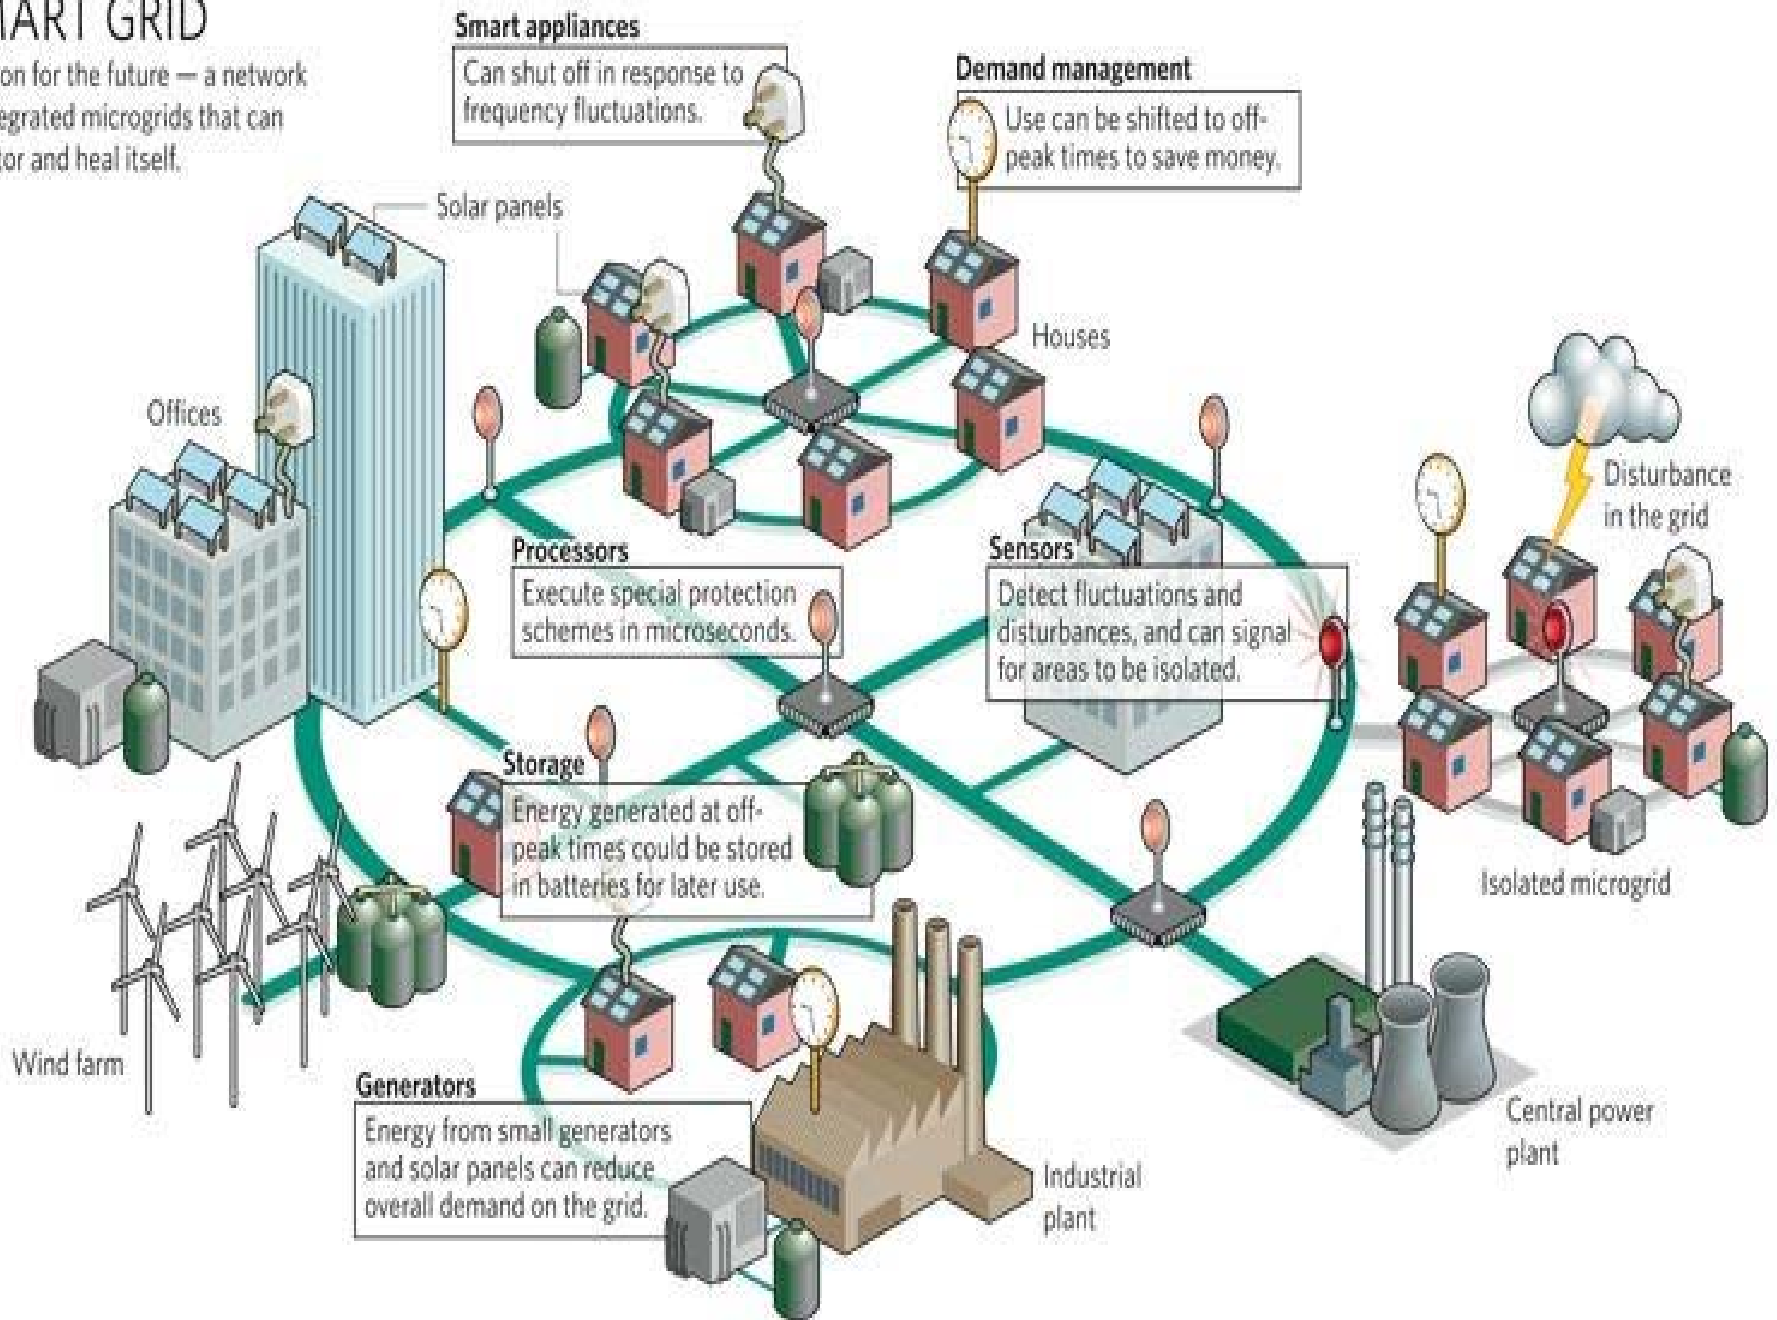 MART GRID
on for the future — a network
egrated microgrids that can
tor and heal itself.
Smart appliances
Can shut off in response to
frequency fluctuations.
Demand management
Use can be shifted to off-
peak times to save money.
Solar panels
Houses
Offices
Disturbance
in the grid
Processors
Execute special protection
schemes in microseconds.
Sensors
Detect fluctuations and
disturbances, and can signal
for areas to be isolated.
Storage
Energy generated at off-
peak times could be stored
in batteries for later use.
Isolated microgrid
Wind farm
Generators
Energy from small generators
and solar panels can reduce
overall demand on the grid.
Central power
plant
Industrial
plant